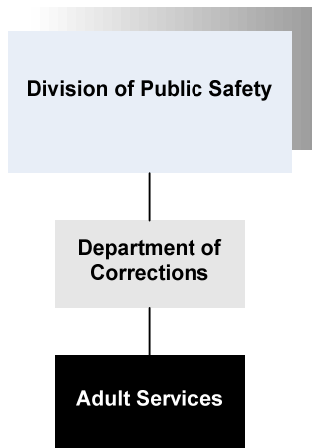 Division of Public Safety
Department of
Corrections
Adult Services